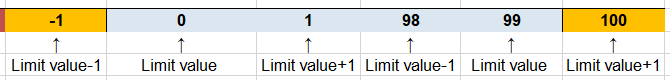 -1 0 1 98 99 100
↑ ↑ ↑ ↑ ↑ ↑
Limit value-1 Limit value Limit value+1 Limit value-1 Limit value Limit value+1